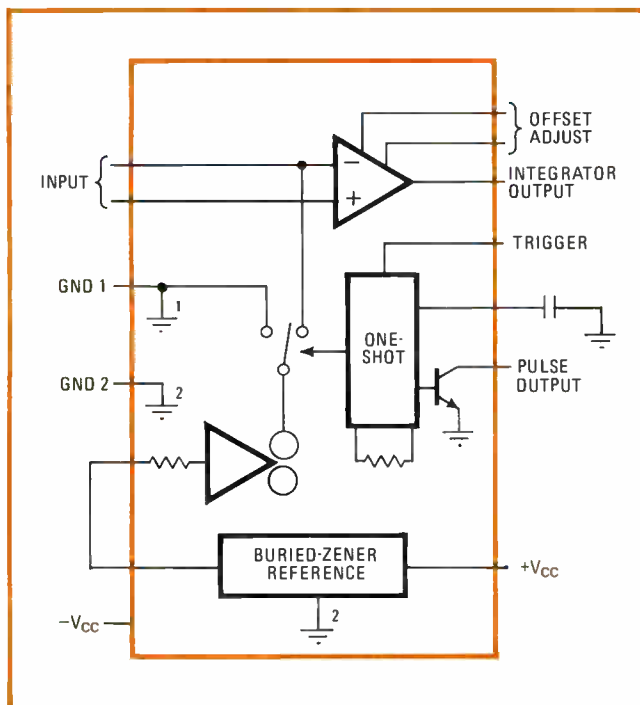 OFFSET
ADJUST
INPUT
−
+
INTEGRATOR
OUTPUT
TRIGGER
GND 1
1
ONE-
SHOT
GND 2
2
PULSE
OUTPUT
BURIED-ZENER
REFERENCE
+VCC
2
−VCC